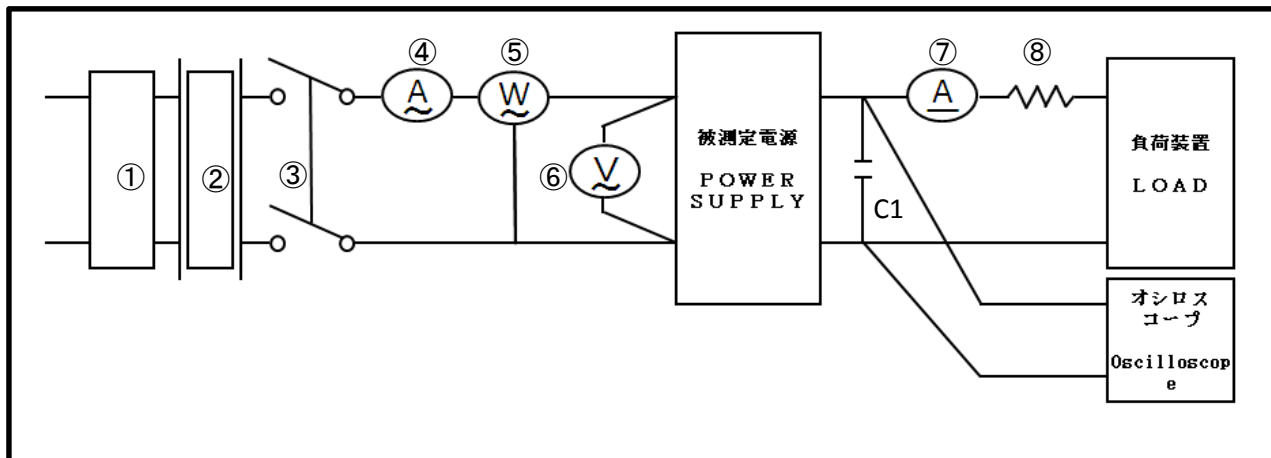 ④
⑤
⑦
⑧
A
W
A
①
②
③
⑥
V
被測定電源
POWER
SUPPLY
C1
負荷装置
LOAD
オシロス
コープ
Oscilloscop
e